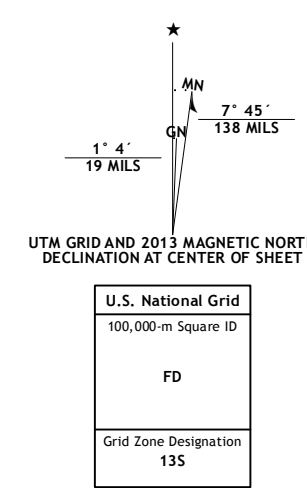 ★
MN
GN
7° 45´
138 MILS
1° 4´
19 MILS
UTM GRID AND 2013 MAGNETIC NORT
DECLINATION AT CENTER OF SHEET
U.S. National Grid
100,000-m Square ID
FD
Grid Zone Designation
13S